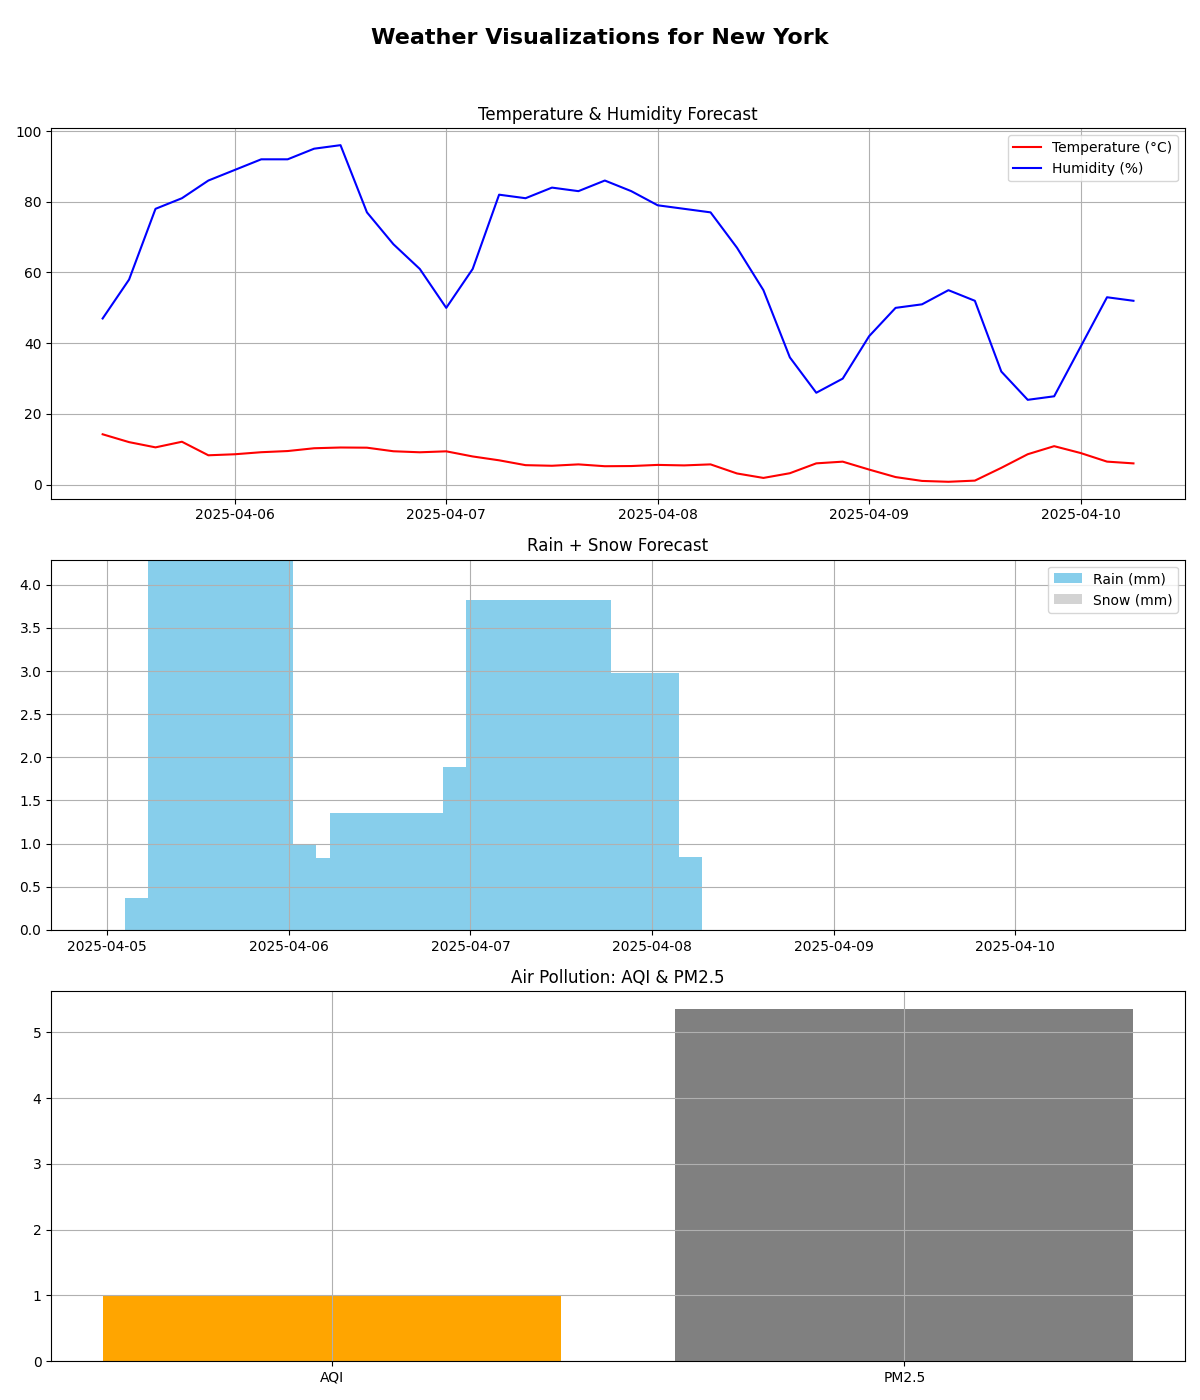 Weather Visualizations for New York
Temperature & Humidity Forecast
100
80
60
40
20
0
Temperature (°C)
Humidity (%)
2025-04-06 2025-04-07 2025-04-08 2025-04-09 2025-04-10
Rain + Snow Forecast
4.0
3.5
3.0
2.5
2.0
1.5
1.0
0.5
0.0
Rain (mm)
Snow (mm)
2025-04-05 2025-04-06 2025-04-07 2025-04-08 2025-04-09 2025-04-10
Air Pollution: AQI & PM2.5
5
4
3
2
1
0
AQI PM2.5